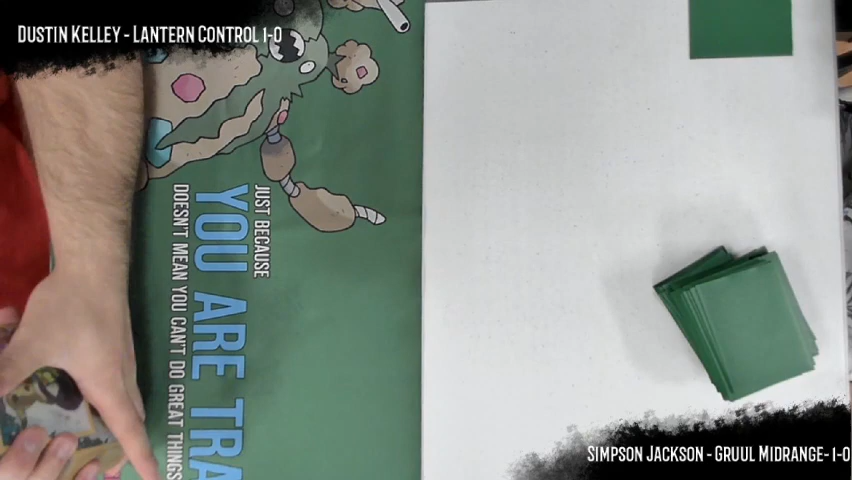 DUSTIN KELLEY - LANTERN CONTROL 1-0
JUST BECAUSE
YOU ARE TRA
DOESN'T MEAN YOU CAN'T DO GREAT THINGS
SIMPSON JACKSON - GRUUL MIDRANGE- 1-0